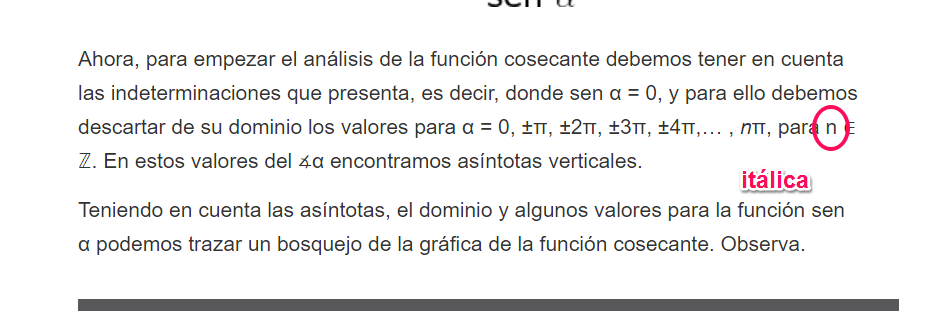 sen α
Ahora, para empezar el análisis de la función cosecante debemos tener en cuenta
las indeterminaciones que presenta, es decir, donde sen α = 0, y para ello debemos
descartar de su dominio los valores para α = 0, ±π, ±2π, ±3π, ±4π,… , nπ, para n ∈
ℤ. En estos valores del ∡α encontramos asíntotas verticales.
itálica
Teniendo en cuenta las asíntotas, el dominio y algunos valores para la función sen
α podemos trazar un bosquejo de la gráfica de la función cosecante. Observa.